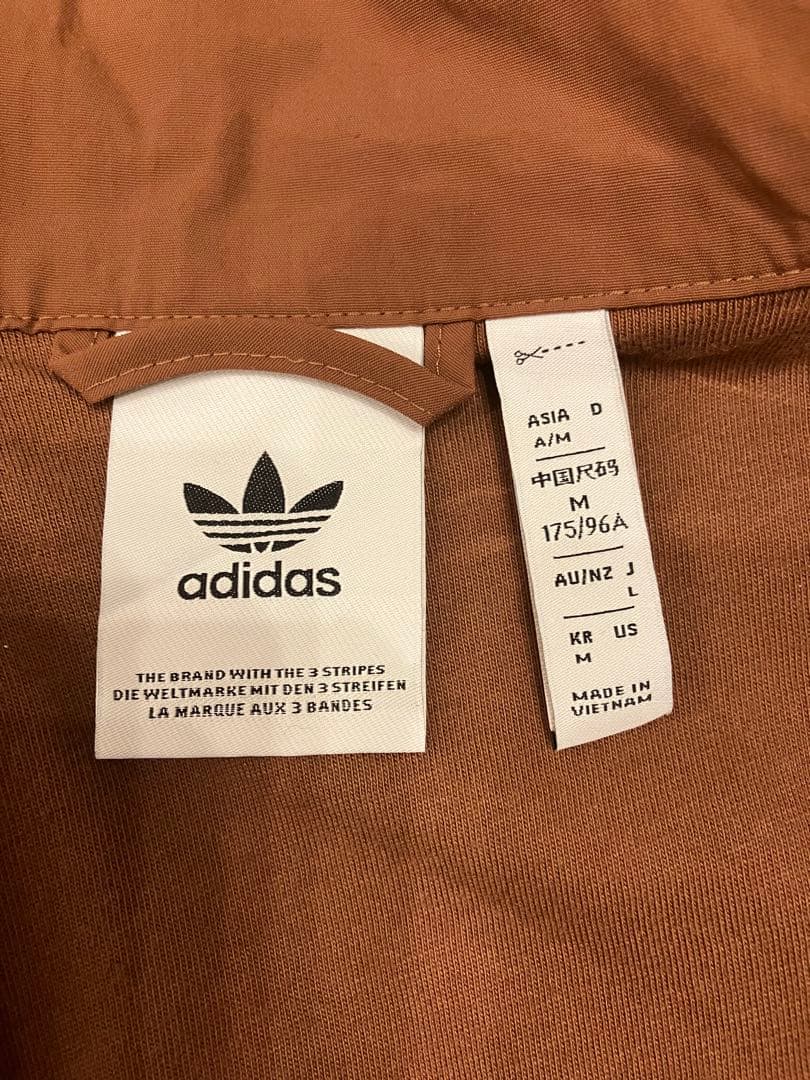 adidas
THE BRAND WITH THE 3 STRIPES
DIE WELTMARKE MIT DEN 3 STREIFEN
LA MARQUE AUX 3 BANDES
ASIA D
A/M
中国尺码
M
175/96A
AU/NZ J
L
KR US
M
MADE IN
VIETNAM